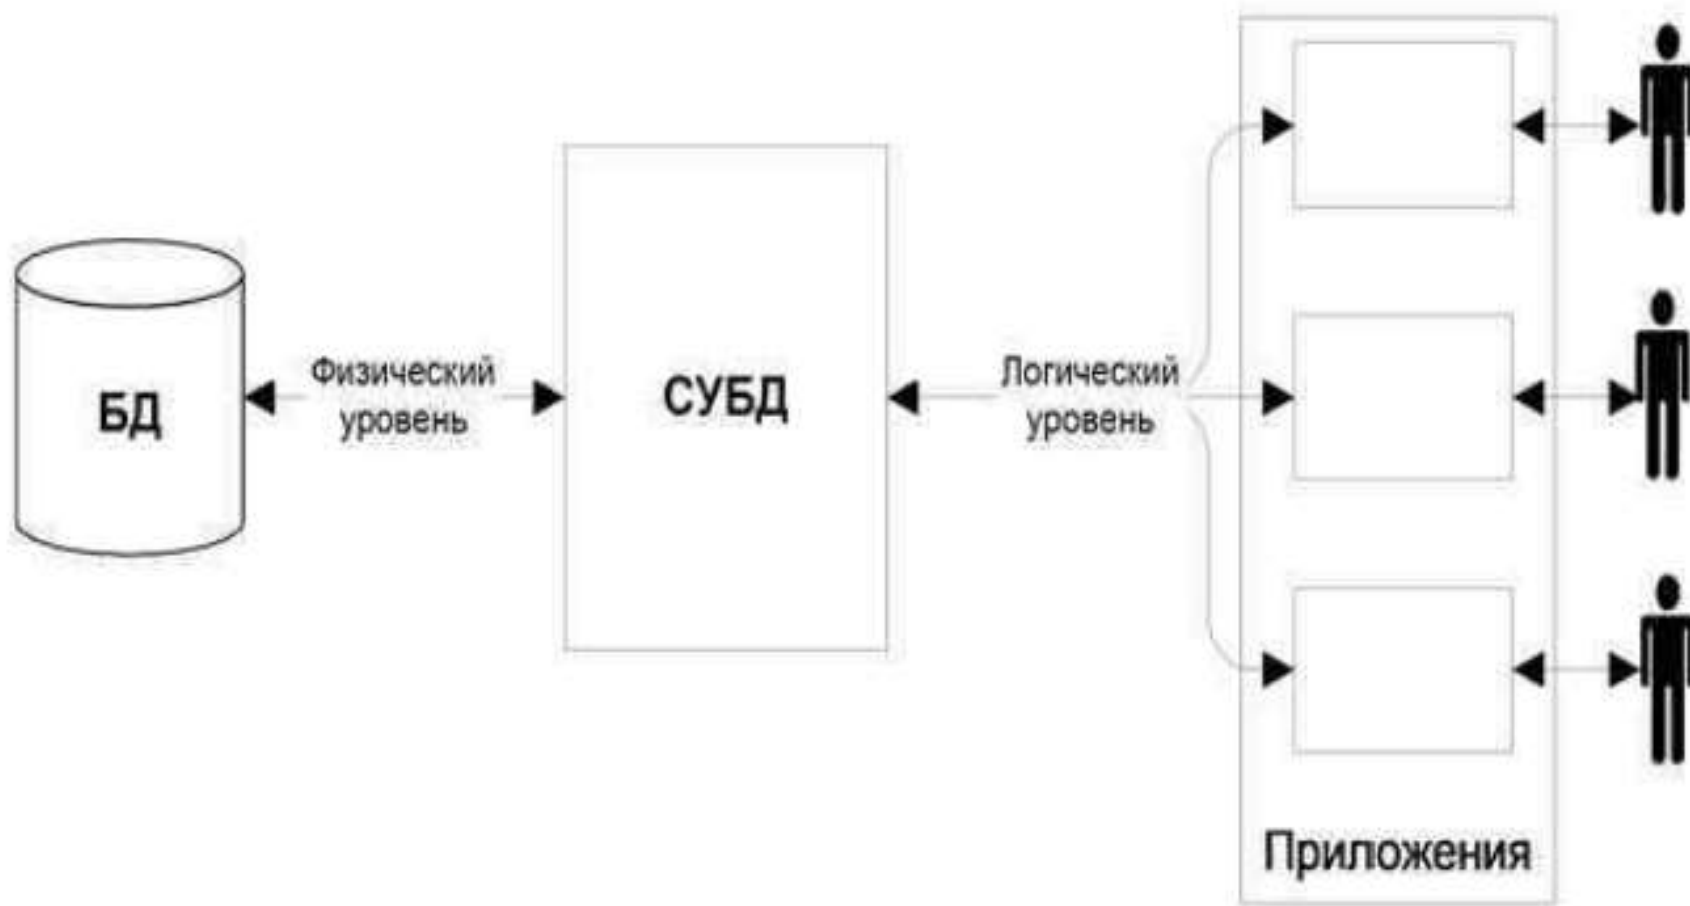 БД
Физический
уровень
СУБД
Логический
уровень
Приложения